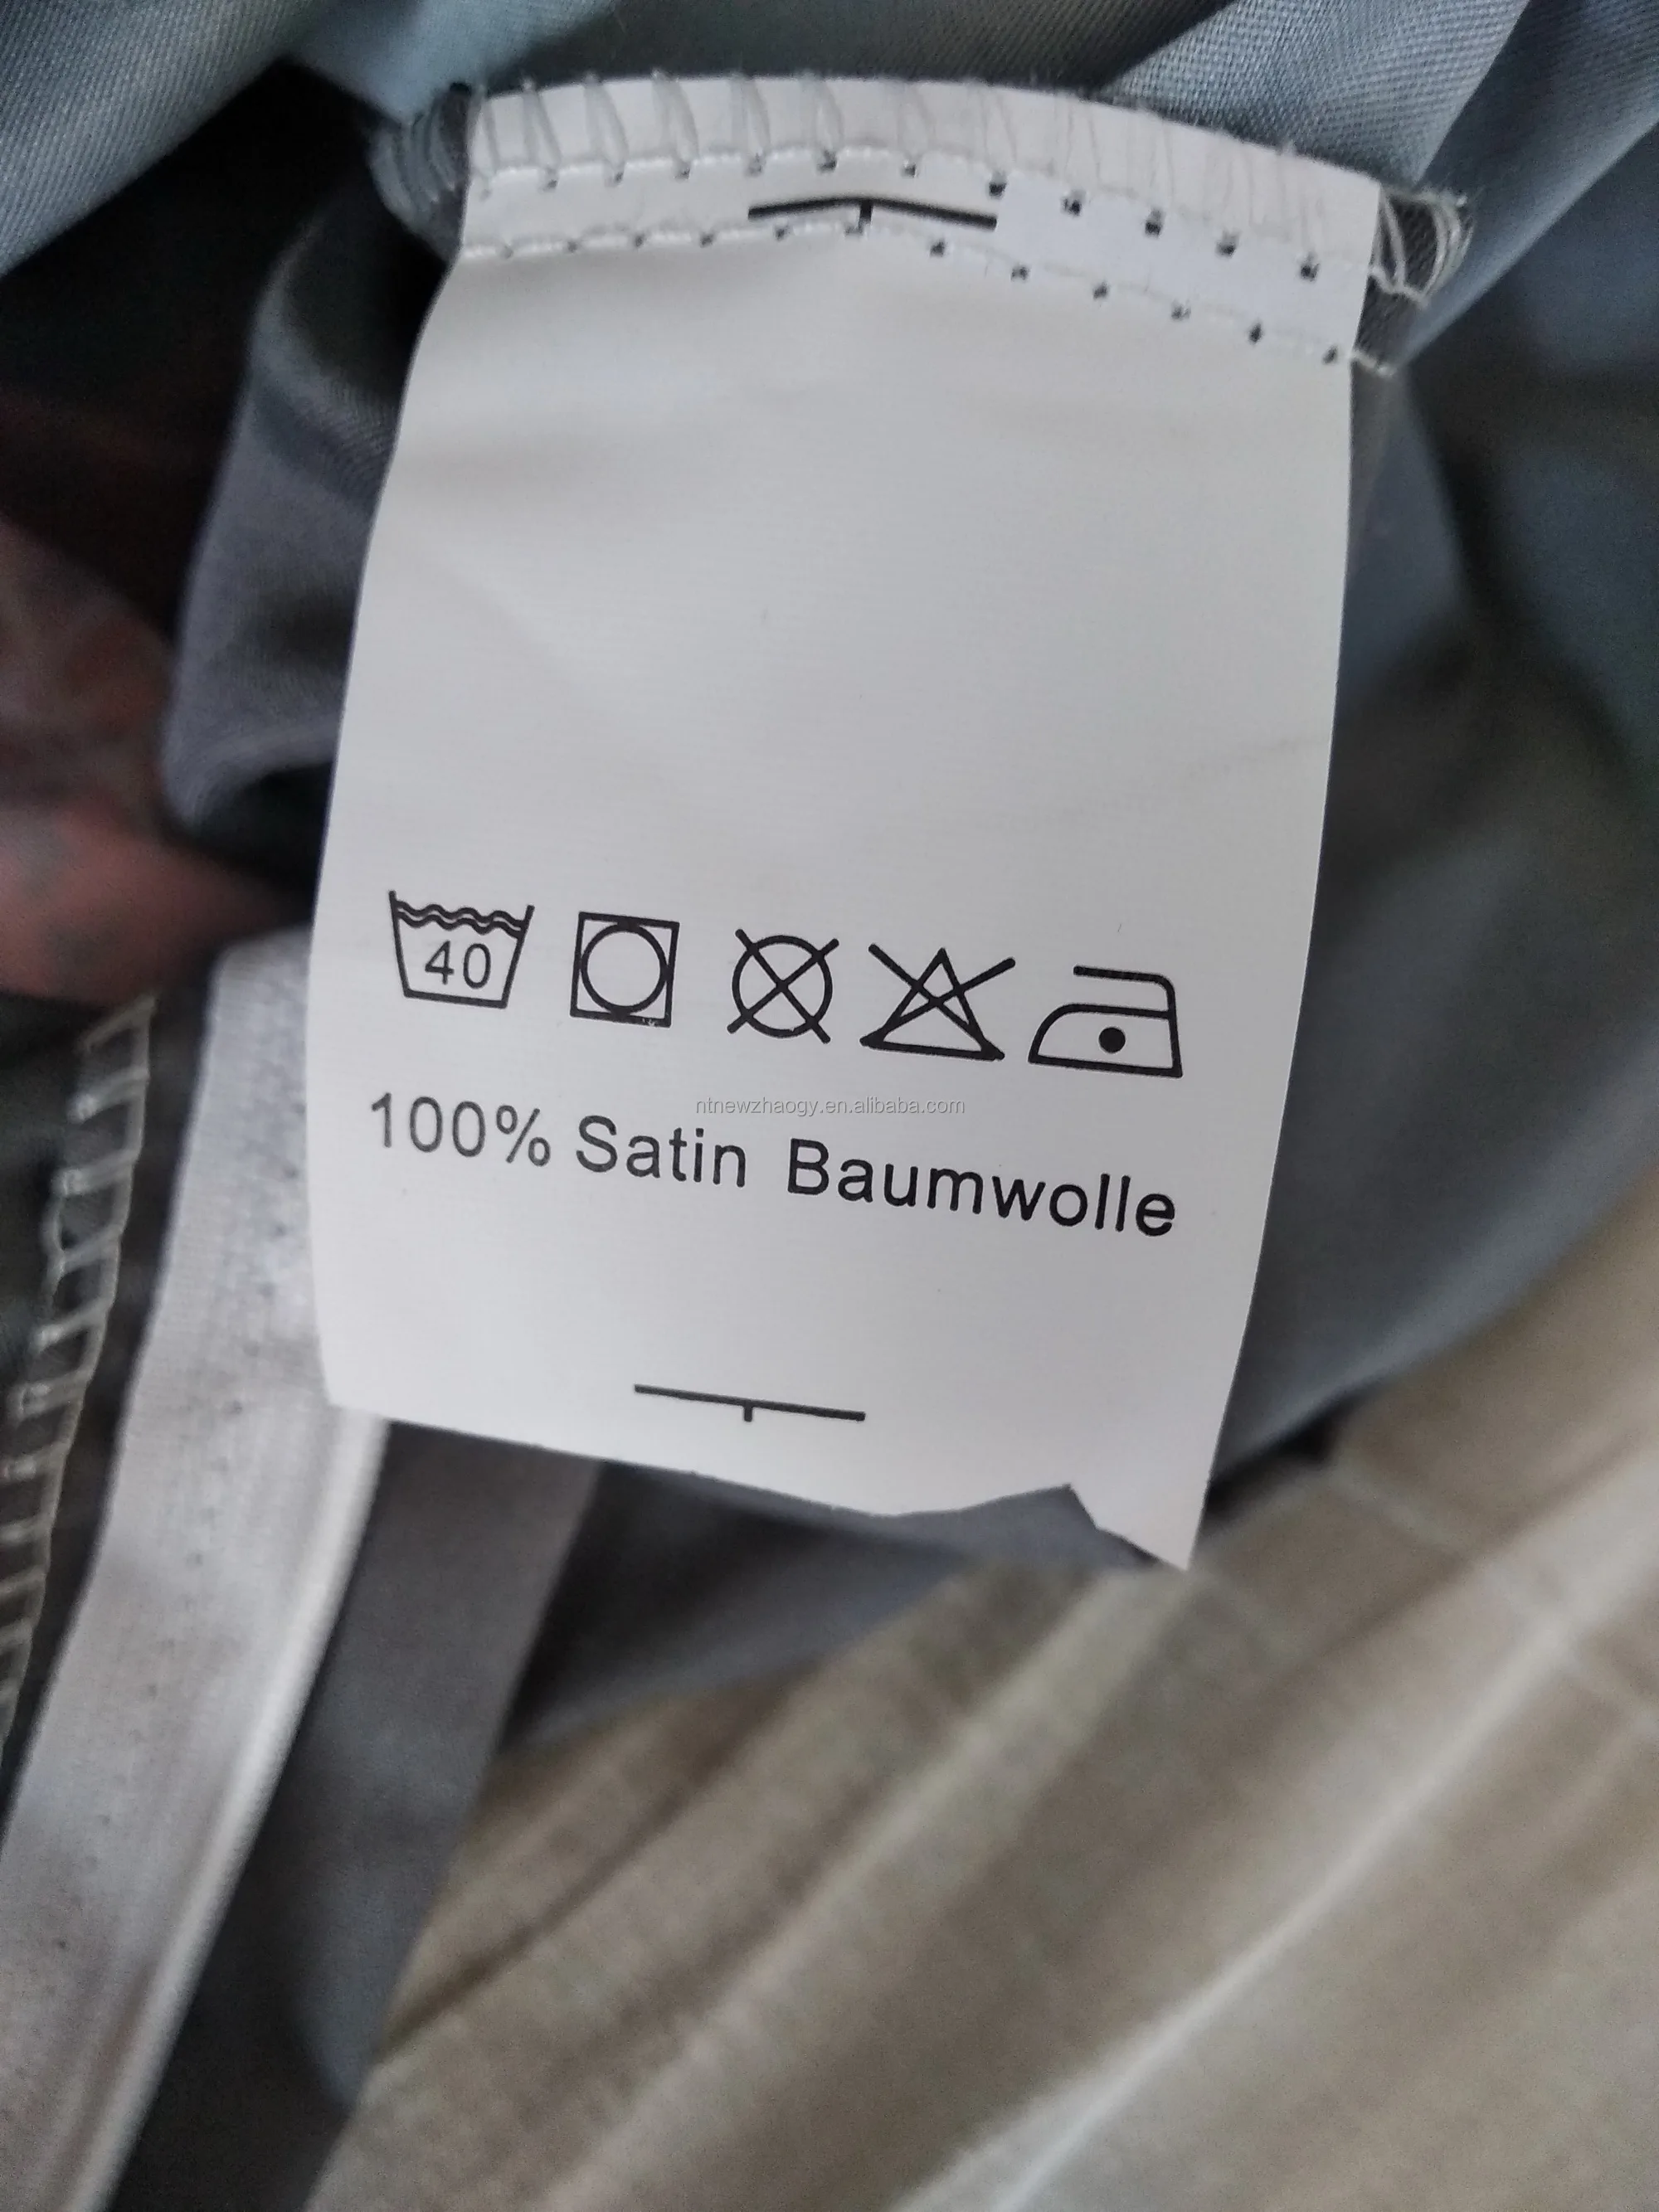 40
ntnewzhaogy.en.alibaba.com
100% Satin Baumwolle